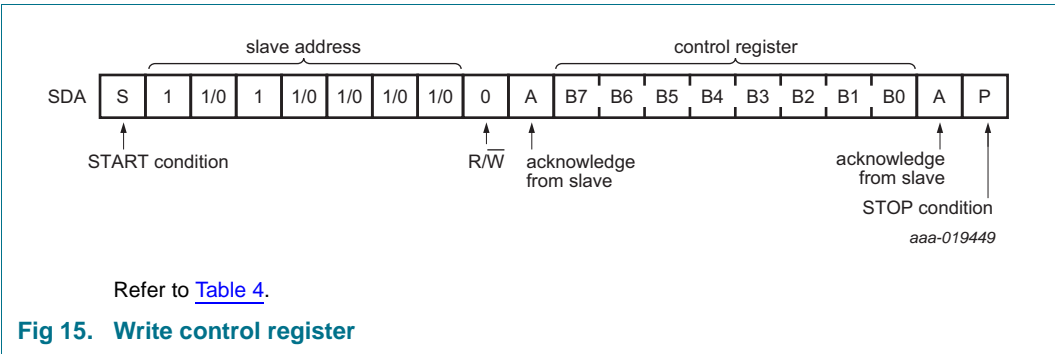 slave address control register
SDA S 1 1/0 1 1/0 1/0 1/0 1/0 0 A B7 B6 B5 B4 B3 B2 B1 B0 A P
START condition R/W̅ acknowledge from slave acknowledge from slave
STOP condition
aaa-019449
Refer to Table 4.
Fig 15. Write control register